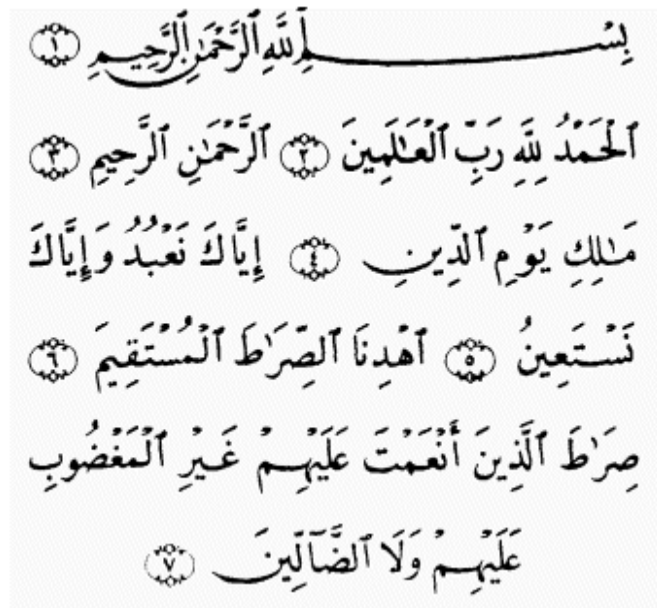 بِسْمِ ٱللَّهِ ٱلرَّحْمَٰنِ ٱلرَّحِيمِ ١
ٱلْحَمْدُ لِلَّهِ رَبِّ ٱلْعَٰلَمِينَ ٢ ٱلرَّحْمَٰنِ ٱلرَّحِيمِ ٣
مَٰلِكِ يَوْمِ ٱلدِّينِ ٤ إِيَّاكَ نَعْبُدُ وَإِيَّاكَ
نَسْتَعِينُ ٥ ٱهْدِنَا ٱلصِّرَٰطَ ٱلْمُسْتَقِيمَ ٦
صِرَٰطَ ٱلَّذِينَ أَنْعَمْتَ عَلَيْهِمْ غَيْرِ ٱلْمَغْضُوبِ
عَلَيْهِمْ وَلَا ٱلضَّآلِّينَ ٧